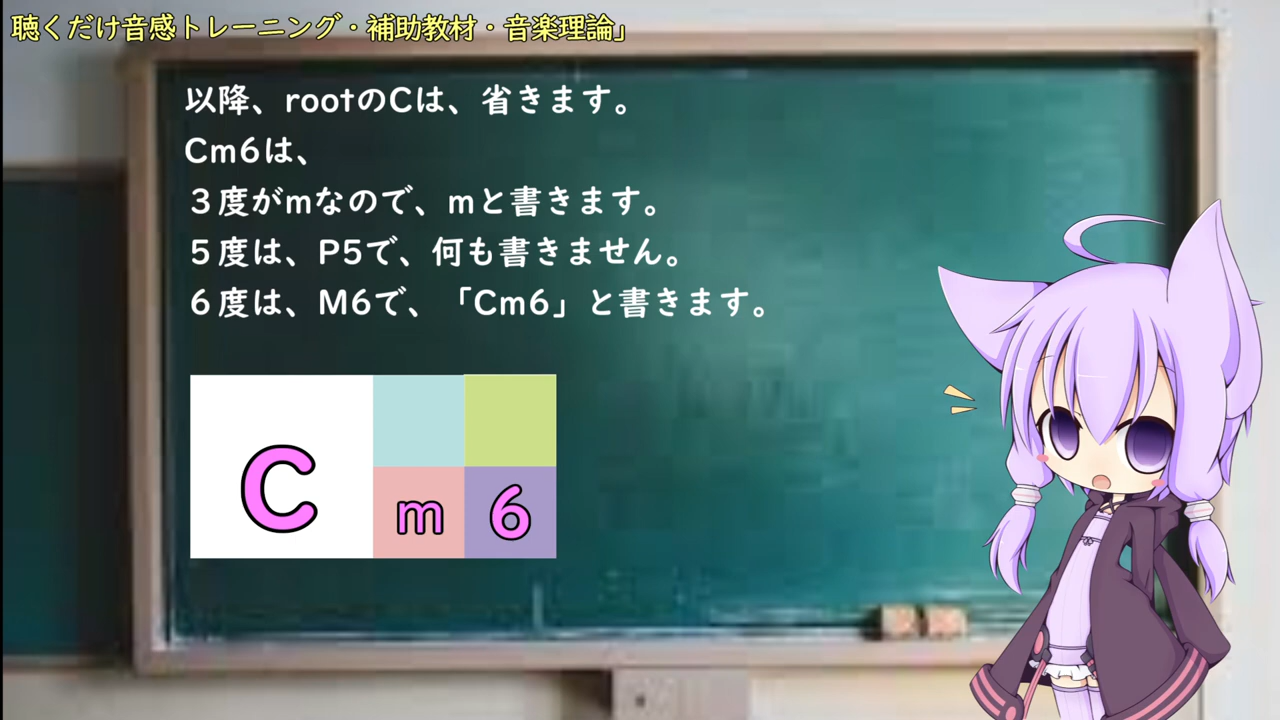 聴くだけ音感トレーニング・補助教材・音楽理論」
以降、rootのCは、省きます。
Cm6は、
３度がmなので、mと書きます。
５度は、P5で、何も書きません。
６度は、M6で、「Cm6」と書きます。
C m 6